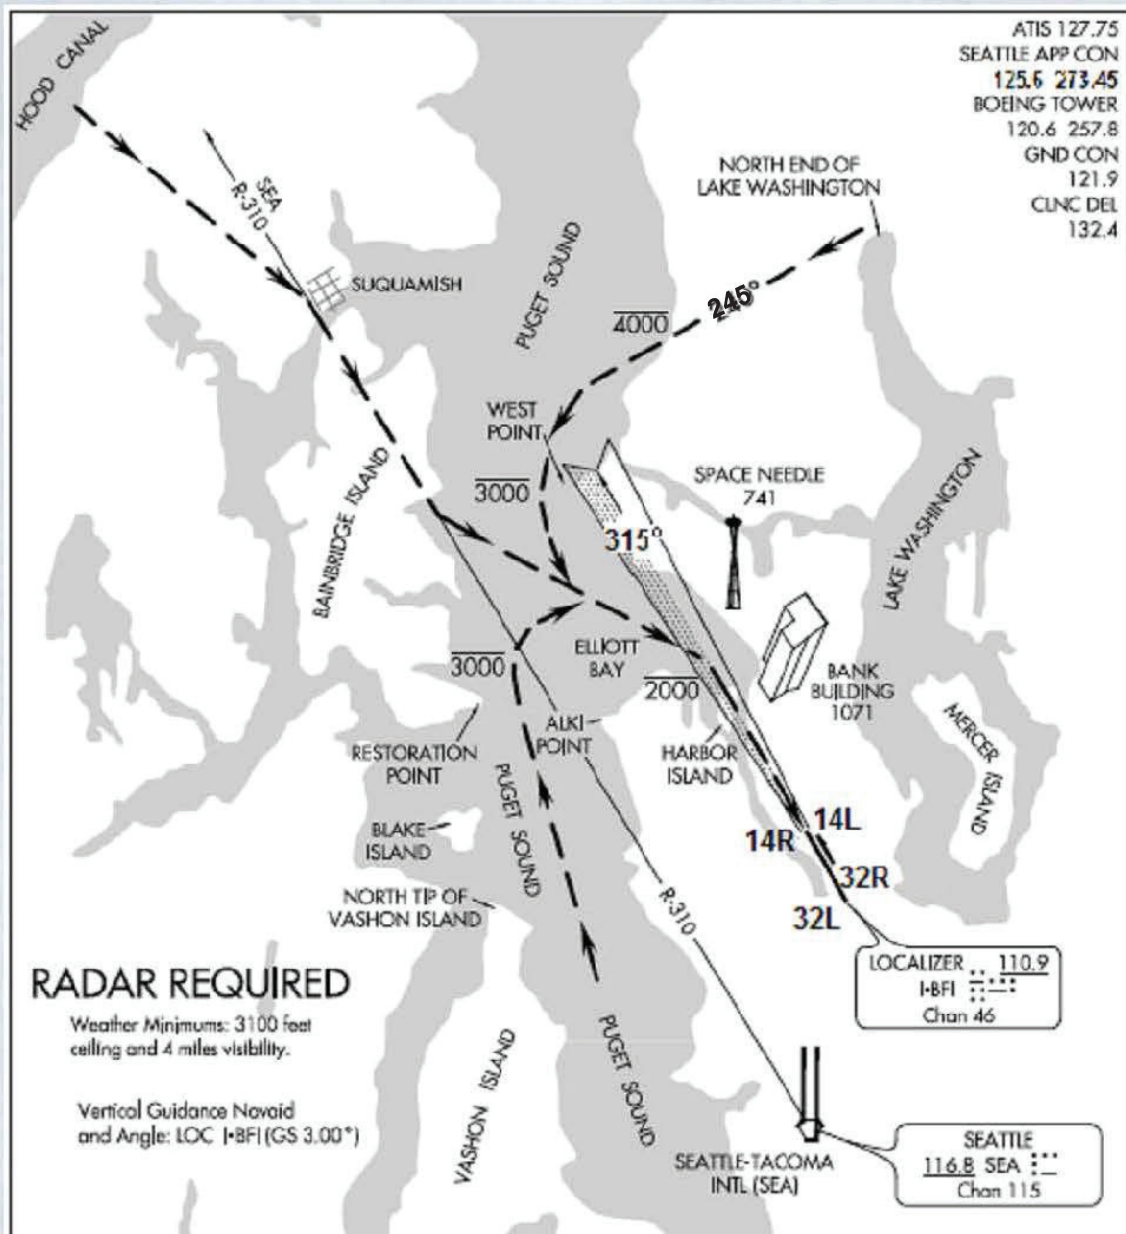 ATIS 127.75
SEATTLE APP CON
125.6 273.45
BOEING TOWER
120.6 257.8
GND CON
121.9
CLNC DEL
132.4
HOOD CANAL
SEA
R-310
SUQUAMISH
PUGET SOUND
NORTH END OF
LAKE WASHINGTON
245°
4000
WEST
POINT
3000
SPACE NEEDLE
741
315°
LAKE WASHINGTON
BAINBRIDGE ISLAND
ELLIOTT
BAY
3000
2000
BANK
BUILDING
1071
MERCER ISLAND
ALKI
POINT
RESTORATION
POINT
HARBOR
ISLAND
PUGET SOUND
BLAKE
ISLAND
14L
14R
32R
32L
NORTH TIP OF
VASHON ISLAND
R-310
LOCALIZER 110.9
I-BFI
Chan 46
RADAR REQUIRED
Weather Minimums: 3100 feet
ceiling and 4 miles visibility.
Vertical Guidance Navaid
and Angle: LOC I-BFI (GS 3.00°)
VASHON ISLAND
PUGET SOUND
SEATTLE-TACOMA
INTL (SEA)
SEATTLE
116.8 SEA
Chan 115